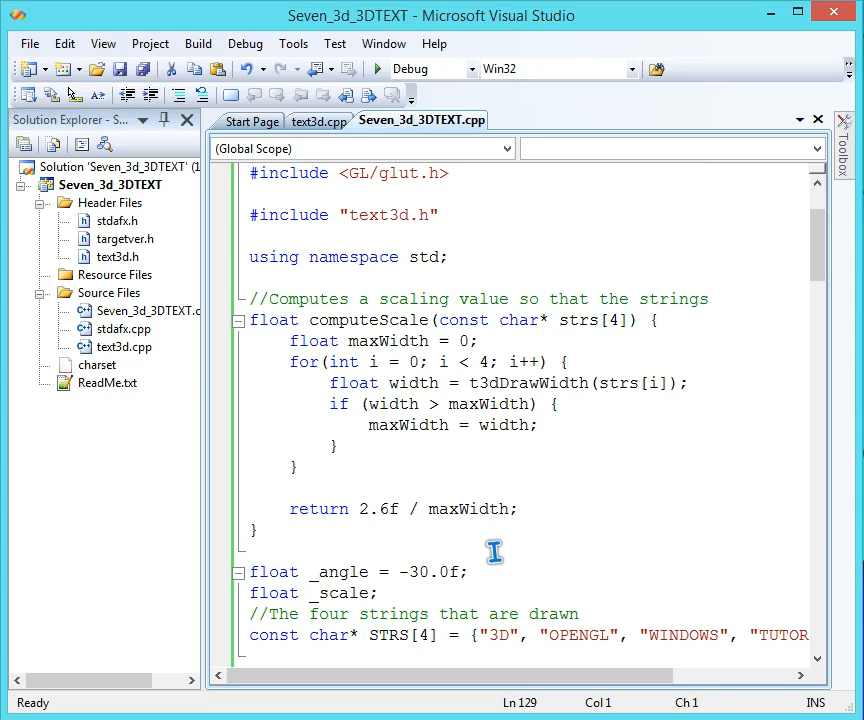 Seven_3d_3DTEXT - Microsoft Visual Studio
File Edit View Project Build Debug Tools Test Window Help
Debug Win32
Solution Explorer - S...
Start Page text3d.cpp Seven_3d_3DTEXT.cpp
Toolbox
(Global Scope)
Solution 'Seven_3d_3DTEXT' (1
Seven_3d_3DTEXT
Header Files
stdafx.h
targetver.h
text3d.h
Resource Files
Source Files
Seven_3d_3DTEXT.c
stdafx.cpp
text3d.cpp
charset
ReadMe.txt
#include <GL/glut.h>
#include "text3d.h"
using namespace std;
//Computes a scaling value so that the strings
float computeScale(const char* strs[4]) {
float maxWidth = 0;
for(int i = 0; i < 4; i++) {
float width = t3dDrawWidth(strs[i]);
if (width > maxWidth) {
maxWidth = width;
}
}
return 2.6f / maxWidth;
}
float _angle = -30.0f;
float _scale;
//The four strings that are drawn
const char* STRS[4] = {"3D", "OPENGL", "WINDOWS", "TUTOR
Ready Ln 129 Col 1 Ch 1 INS